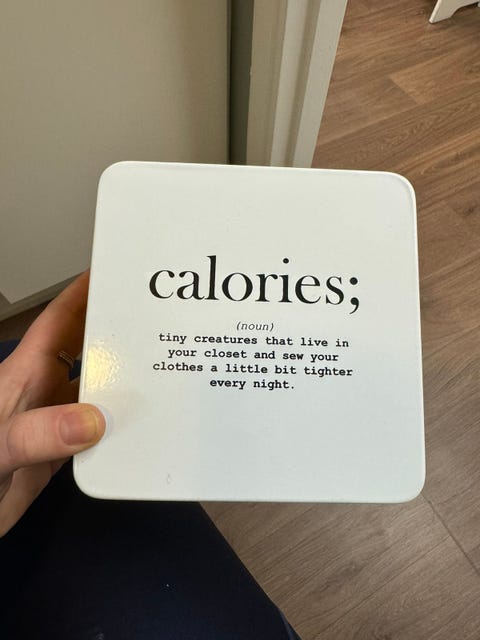 calories;
(noun)
tiny creatures that live in
your closet and sew your
clothes a little bit tighter
every night.